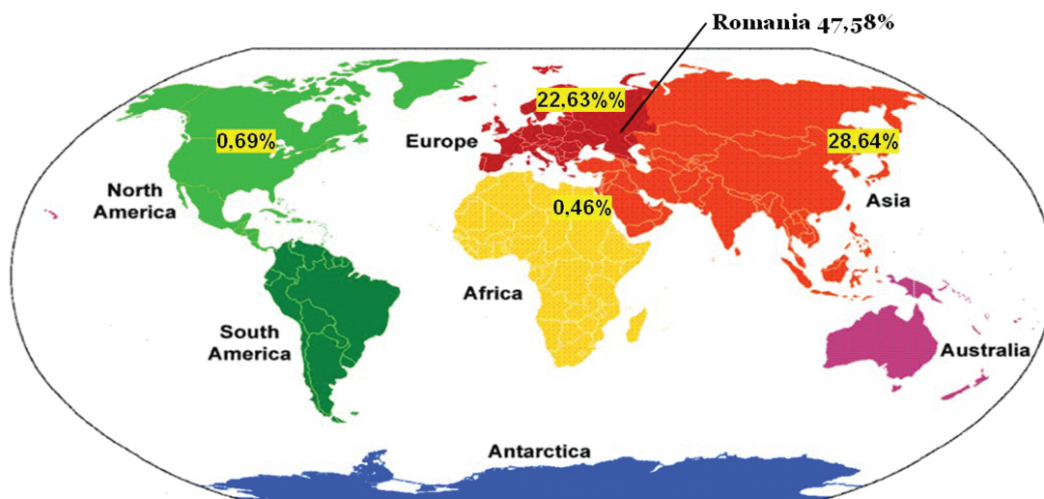 Romania 47,58%
22,63%%
Europe
0,69%
28,64%
North
America
0,46%
Asia
Africa
South
America
Australia
Antarctica